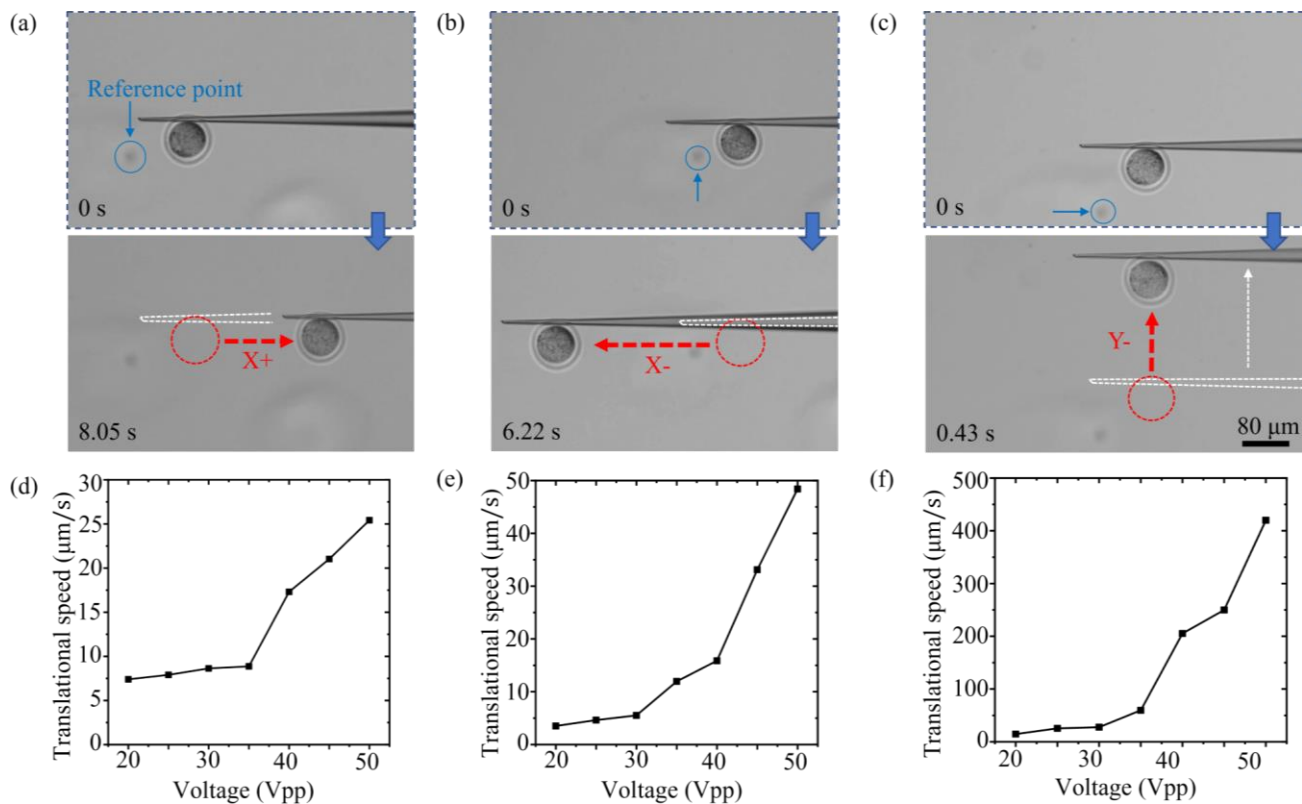 (a)
Reference point
0 s
X+
8.05 s
(b)
0 s
X-
6.22 s
(c)
0 s
Y-
0.43 s
80 μm
(d)
Translational speed (μm/s)
30
25
20
15
10
5
0
20 30 40 50
Voltage (Vpp)
(e)
Translational speed (μm/s)
50
40
30
20
10
0
20 30 40 50
Voltage (Vpp)
(f)
Translational speed (μm/s)
500
400
300
200
100
0
20 30 40 50
Voltage (Vpp)